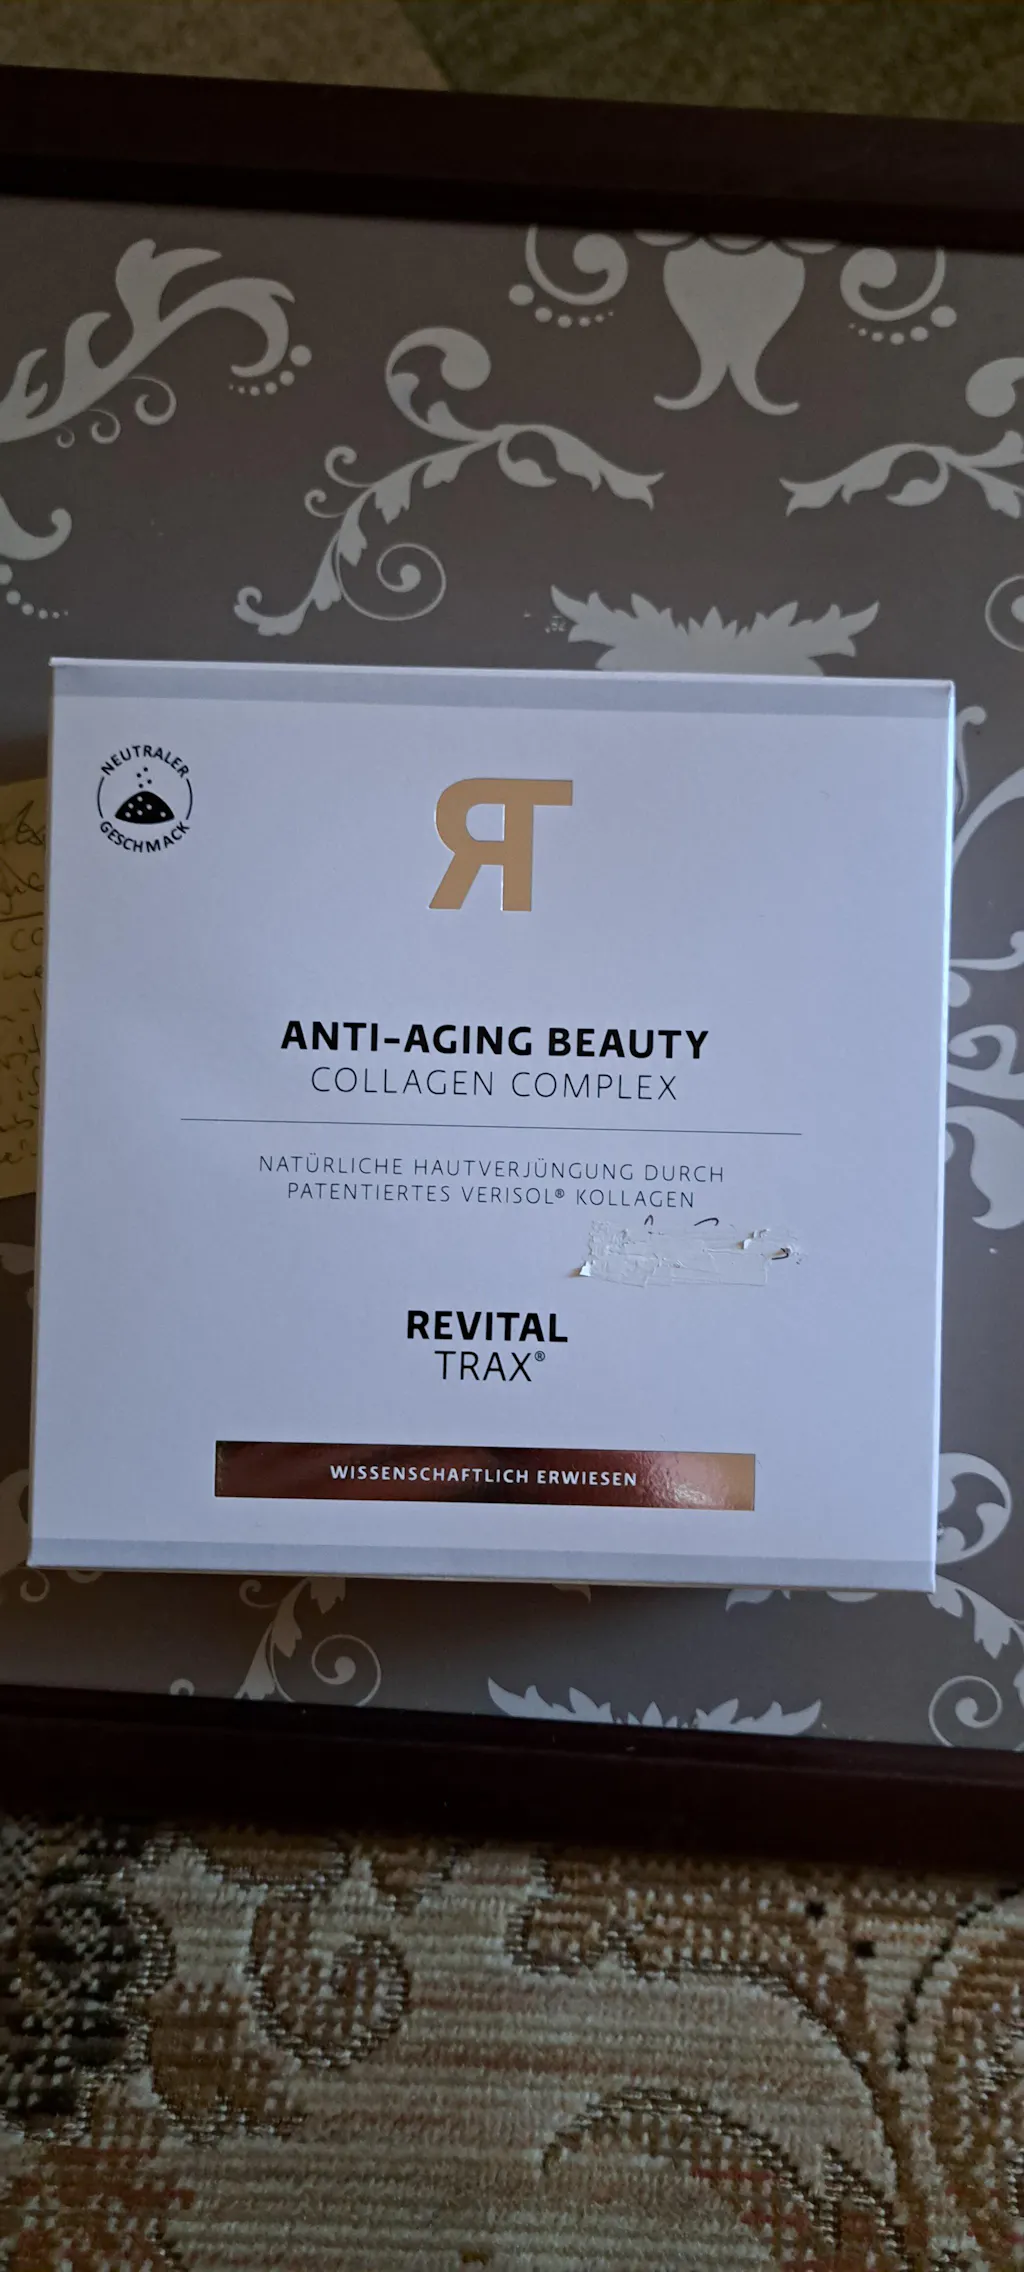 NEUTRALER
GESCHMACK
ANTI-AGING BEAUTY
COLLAGEN COMPLEX
NATÜRLICHE HAUTVERJÜNGUNG DURCH
PATENTIERTES VERISOL® KOLLAGEN
REVITAL
TRAX®
WISSENSCHAFTLICH ERWIESEN